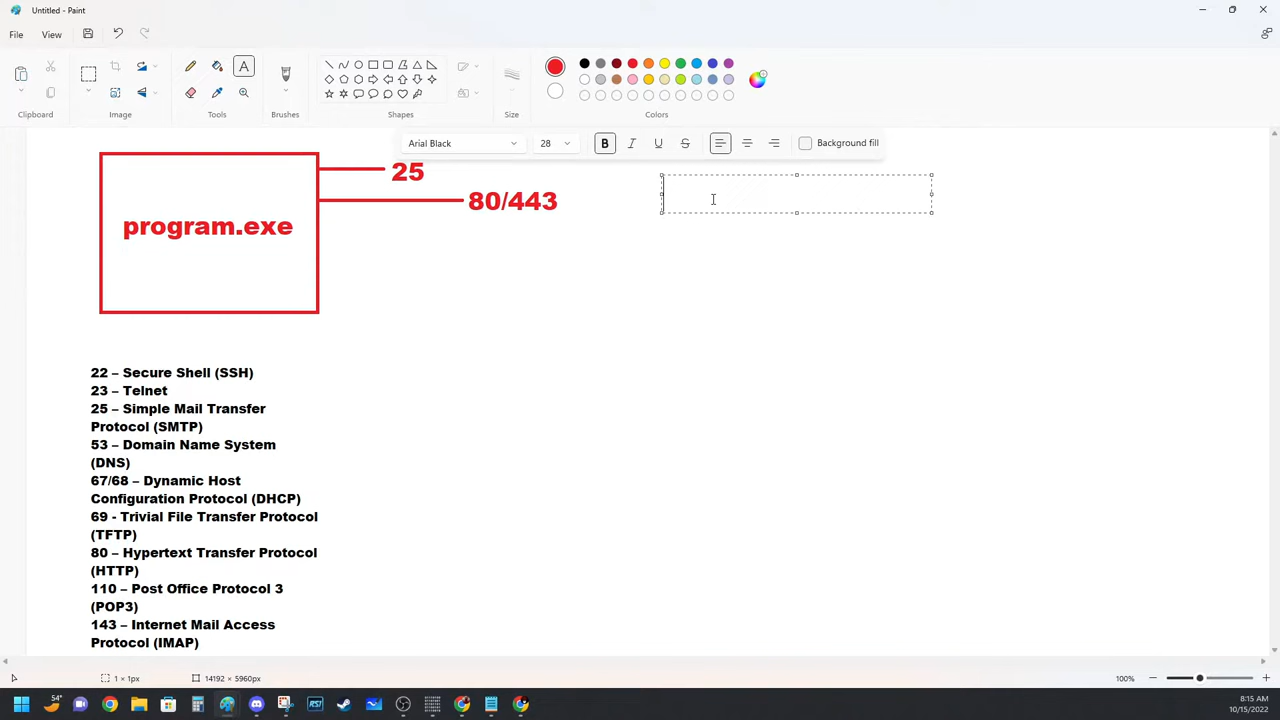 Untitled - Paint
File
View
Clipboard
Image
Tools
Brushes
Shapes
Size
Colors
Arial Black
28
B
I
U
S
Background fill
25
80/443
program.exe
22 – Secure Shell (SSH)
23 – Telnet
25 – Simple Mail Transfer
Protocol (SMTP)
53 – Domain Name System
(DNS)
67/68 – Dynamic Host
Configuration Protocol (DHCP)
69 - Trivial File Transfer Protocol
(TFTP)
80 – Hypertext Transfer Protocol
(HTTP)
110 – Post Office Protocol 3
(POP3)
143 – Internet Mail Access
Protocol (IMAP)
1 × 1px
14192 × 5960px
100%
54°
RSI
8:15 AM
10/15/2022